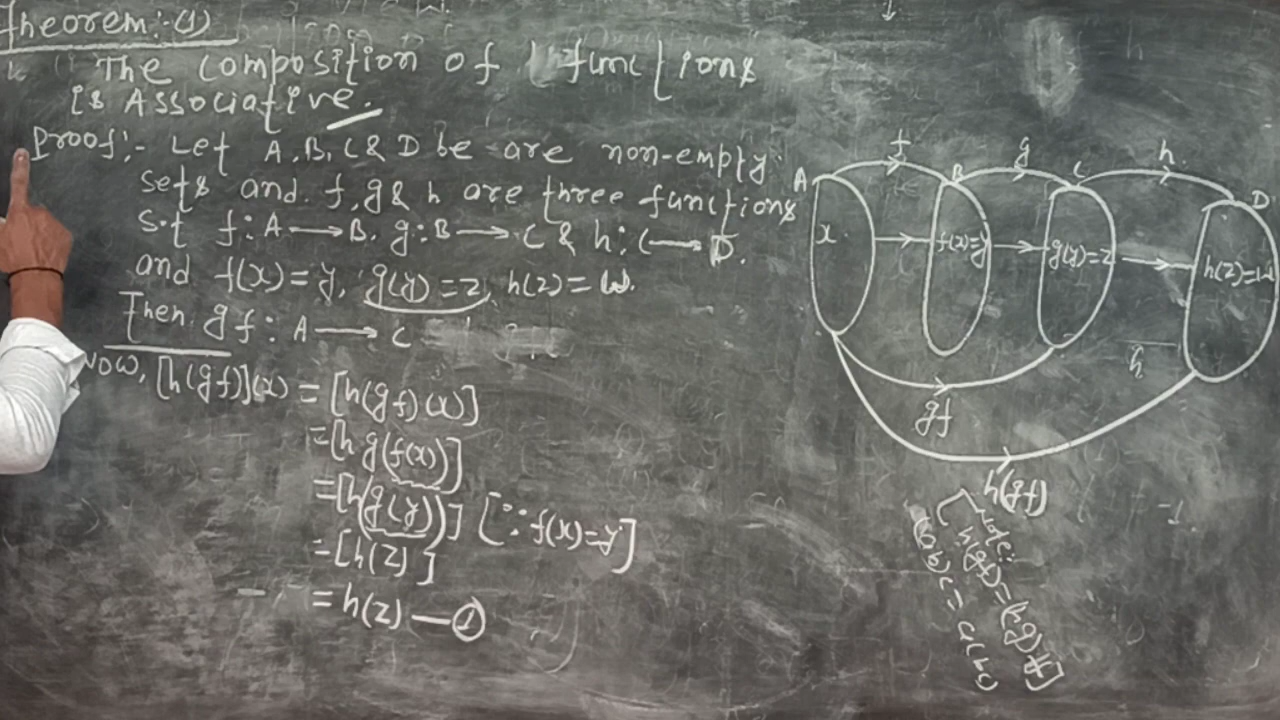 Theorem:-(1)
The composition of functions
is Associative.
Proof:- Let A, B, C & D be are non-empty
sets and f, g & h are three functions
s.t f: A → B, g: B → C & h: C → D.
and f(x) = y, g(y) = z, h(z) = w.
Then gf: A → C
Now, [h(gf)](x) = [h(gf)(x)]
= [h g(f(x))]
= [h(g(y))] [∵ f(x) = y]
= [h(z)]
= h(z) — ①
f g h
A B C D
x f(x)=y g(y)=z h(z)=w
h
gf
h(gf)
h(gf) = (hg)f]
(ab)c = a(bc)